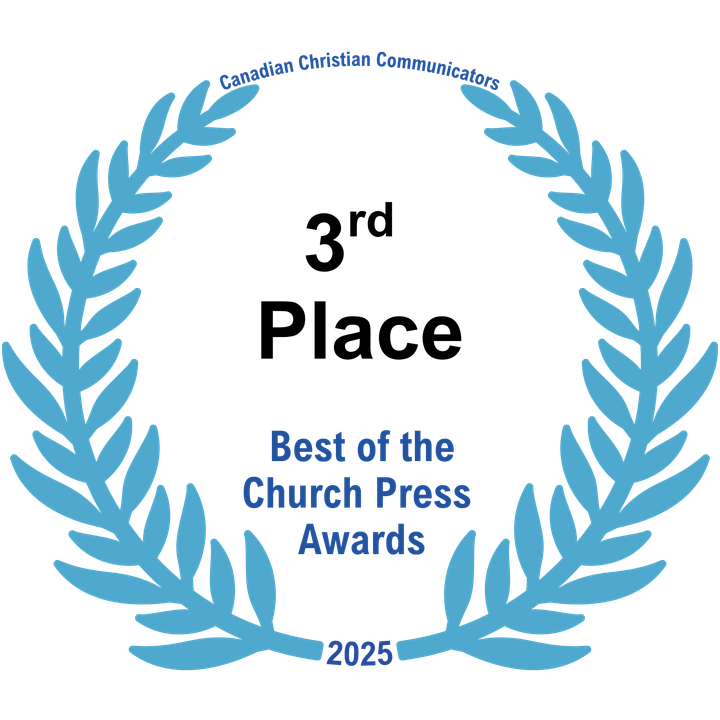 Canadian Christian Communicators
3rd
Place
Best of the
Church Press
Awards
2025